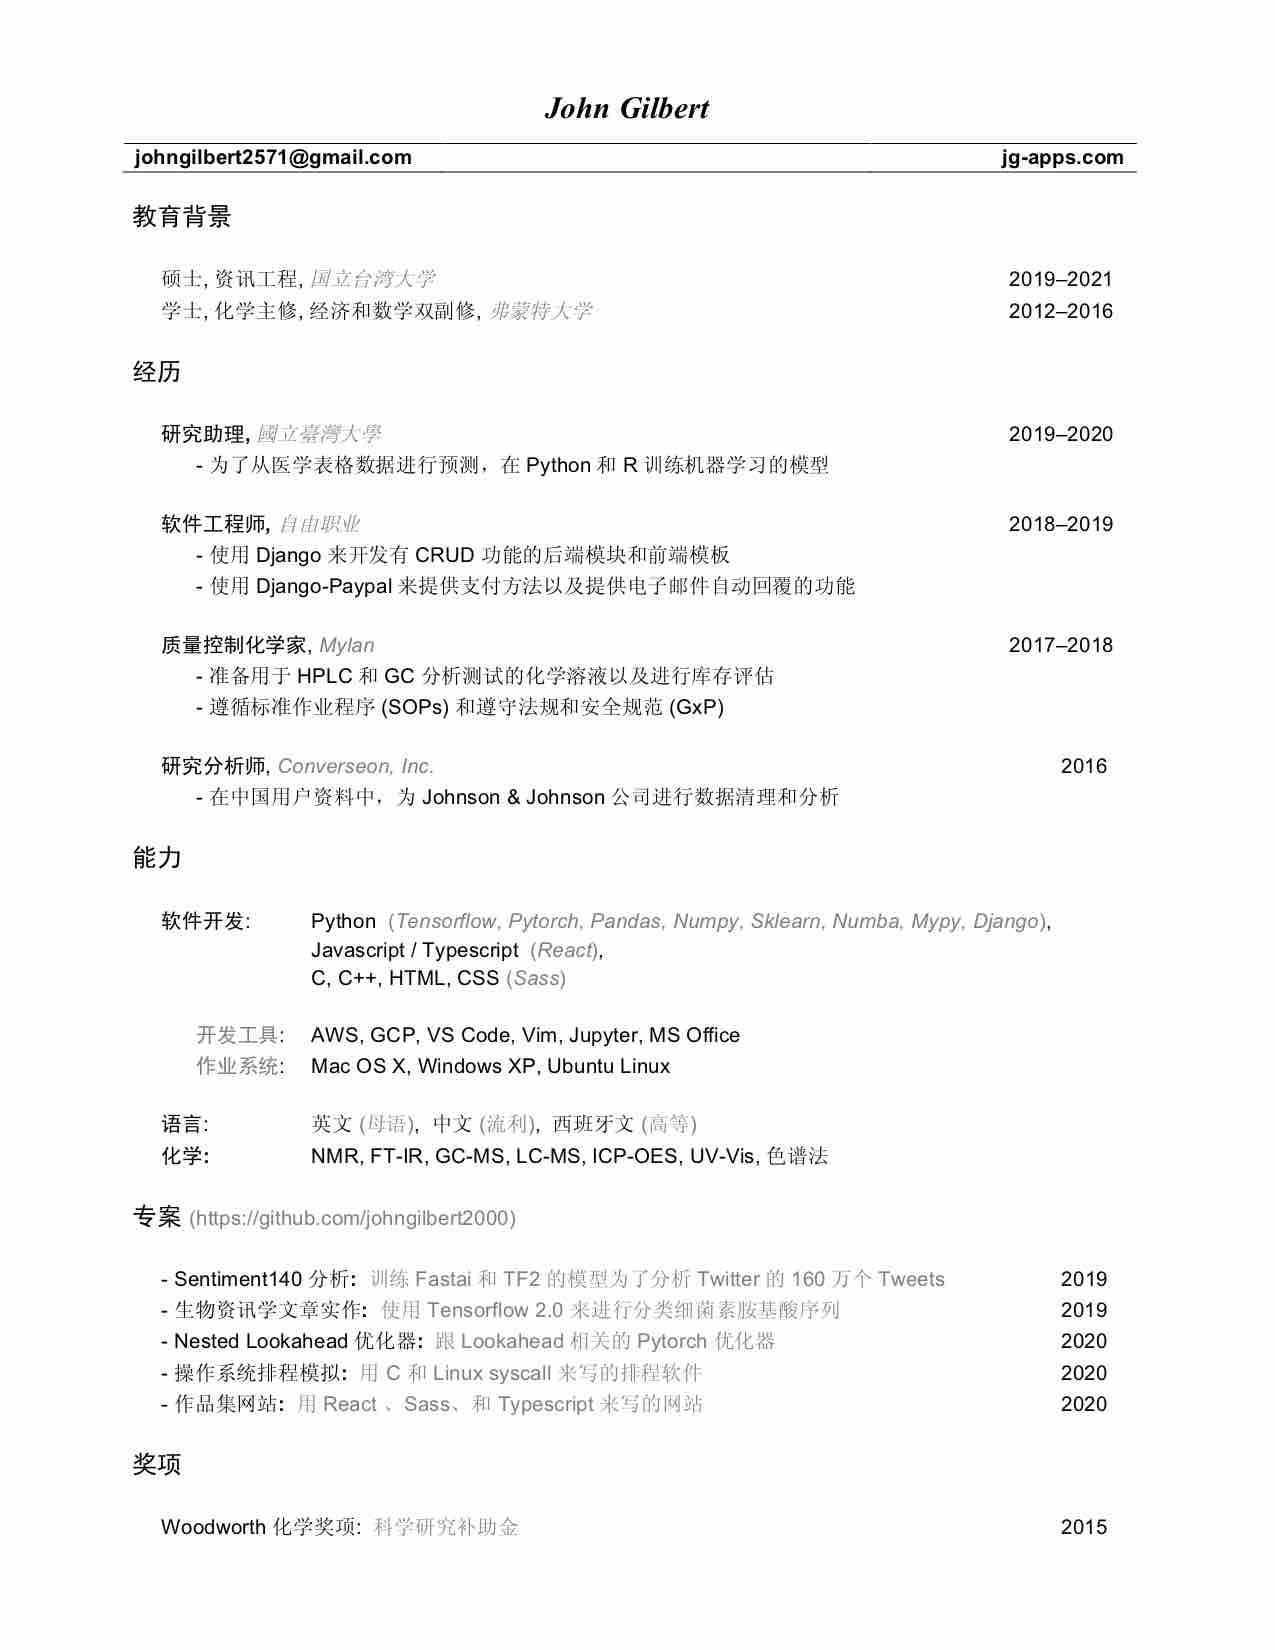 John Gilbert
johngilbert2571@gmail.com jg-apps.com
教育背景
硕士, 资讯工程, 国立台湾大学 2019–2021
学士, 化学主修, 经济和数学双副修, 弗蒙特大学 2012–2016
经历
研究助理, 國立臺灣大學 2019–2020
- 为了从医学表格数据进行预测，在 Python 和 R 训练机器学习的模型
软件工程师, 自由职业 2018–2019
- 使用 Django 来开发有 CRUD 功能的后端模块和前端模板
- 使用 Django-Paypal 来提供支付方法以及提供电子邮件自动回覆的功能
质量控制化学家, Mylan 2017–2018
- 准备用于 HPLC 和 GC 分析测试的化学溶液以及进行库存评估
- 遵循标准作业程序 (SOPs) 和遵守法规和安全规范 (GxP)
研究分析师, Converseon, Inc. 2016
- 在中国用户资料中，为 Johnson & Johnson 公司进行数据清理和分析
能力
软件开发: Python (Tensorflow, Pytorch, Pandas, Numpy, Sklearn, Numba, Mypy, Django),
Javascript / Typescript (React),
C, C++, HTML, CSS (Sass)
开发工具: AWS, GCP, VS Code, Vim, Jupyter, MS Office
作业系统: Mac OS X, Windows XP, Ubuntu Linux
语言: 英文 (母语), 中文 (流利), 西班牙文 (高等)
化学: NMR, FT-IR, GC-MS, LC-MS, ICP-OES, UV-Vis, 色谱法
专案 (https://github.com/johngilbert2000)
- Sentiment140 分析: 训练 Fastai 和 TF2 的模型为了分析 Twitter 的 160 万个 Tweets 2019
- 生物资讯学文章实作: 使用 Tensorflow 2.0 来进行分类细菌素胺基酸序列 2019
- Nested Lookahead 优化器: 跟 Lookahead 相关的 Pytorch 优化器 2020
- 操作系统排程模拟: 用 C 和 Linux syscall 来写的排程软件 2020
- 作品集网站: 用 React 、Sass、和 Typescript 来写的网站 2020
奖项
Woodworth 化学奖项: 科学研究补助金 2015